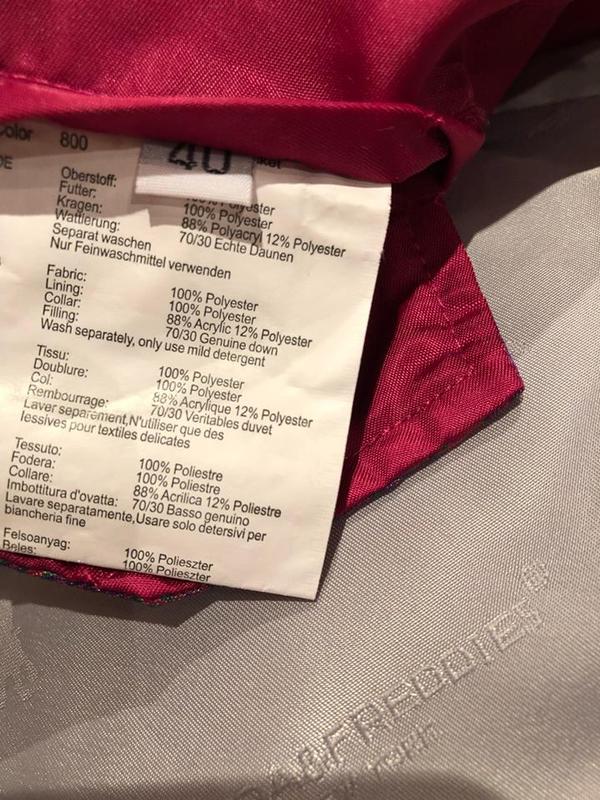 Color 800
40
DE
Oberstoff:
Futter: 100% Polyester
Kragen: 100% Polyester
Wattierung: 88% Polyacryl 12% Polyester
Separat waschen 70/30 Echte Daunen
Nur Feinwaschmittel verwenden
Fabric: 100% Polyester
Lining: 100% Polyester
Collar: 88% Acrylic 12% Polyester
Filling: 70/30 Genuine down
Wash separately, only use mild detergent
Tissu: 100% Polyester
Doublure: 100% Polyester
Col: 88% Acrylique 12% Polyester
Rembourrage: 70/30 Véritables duvet
Laver separement,N'utiliser que des
lessives pour textiles delicates
Tessuto: 100% Poliestre
Fodera: 100% Poliestre
Collare: 88% Acrilica 12% Poliestre
Imbottitura d'ovatta: 70/30 Basso genuino
Lavare separatamente,Usare solo detersivi per
biancheria fine
Felsoanyag: 100% Polieszter
Beles: 100% Polieszter
FREDDIES®